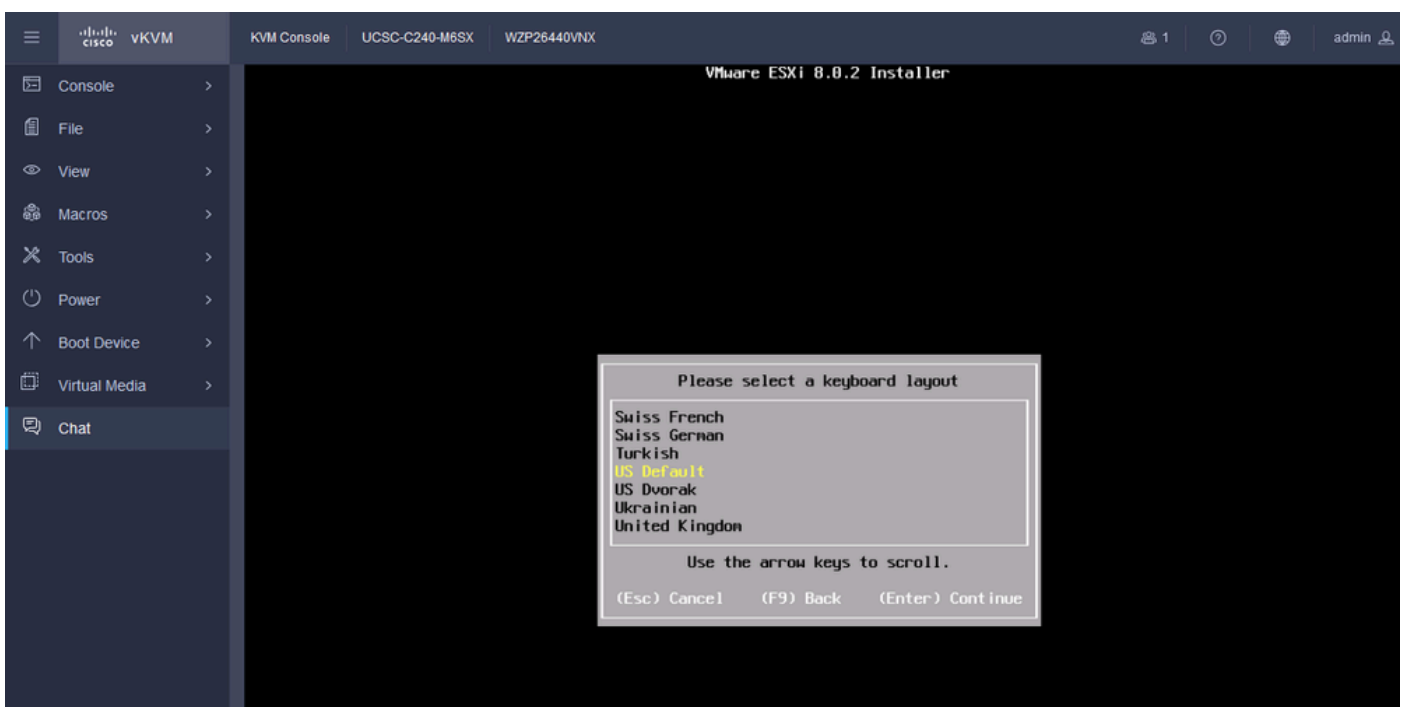 cisco vKVM KVM Console UCSC-C240-M6SX WZP26440VNX 1 admin
Console
File
View
Macros
Tools
Power
Boot Device
Virtual Media
Chat
VMware ESXi 8.0.2 Installer
Please select a keyboard layout
Swiss French
Swiss German
Turkish
US Default
US Dvorak
Ukrainian
United Kingdom
Use the arrow keys to scroll.
(Esc) Cancel (F9) Back (Enter) Continue